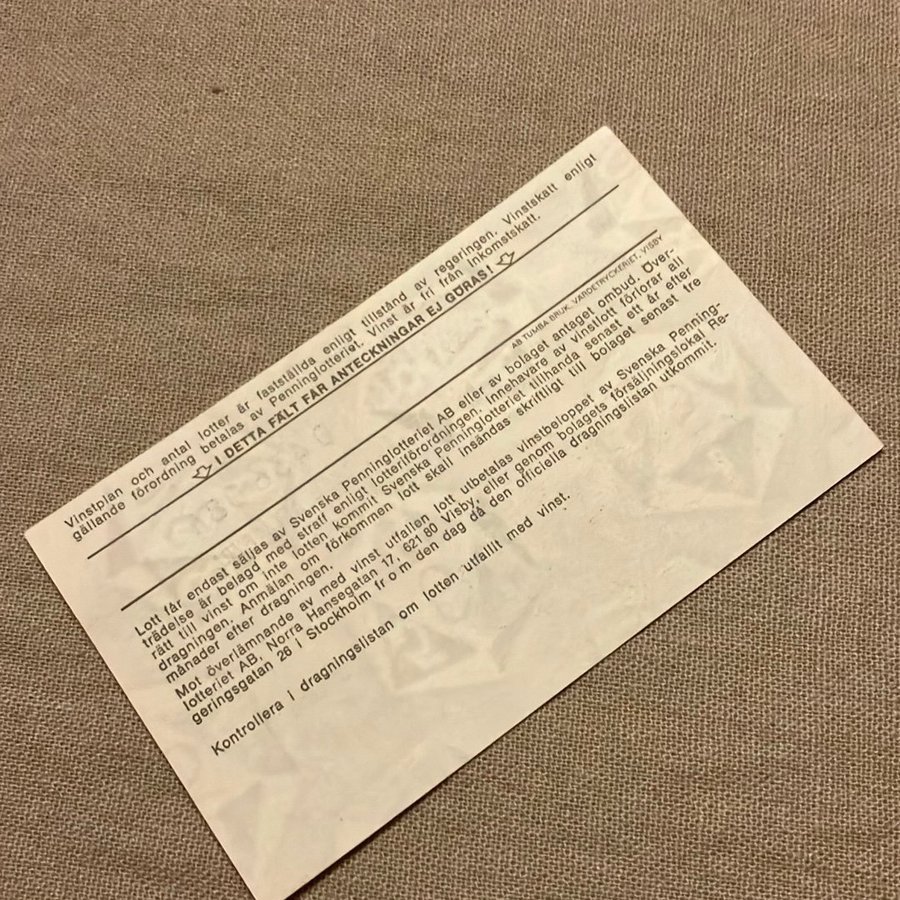 Vinstplan och antal lotter är fastställda enligt tillstånd av regeringen. Vinstskatt enligt
gällande förordning betalas av Penninglotteriet. Vinst är fri från inkomstskatt.
I DETTA FÄLT FÅR ANTECKNINGAR EJ GÖRAS!
AB TUMBA BRUK, VÄRDETRYCKERIET, VISBY
Lott får endast säljas av Svenska Penninglotteriet AB eller av bolaget antaget ombud. Över-
trädelse är belagd med straff enligt lotteriförordningen. Innehavare av vinstlott förlorar all
rätt till vinst om inte lotten kommit Svenska Penninglotteriet tillhanda senast ett år efter
dragningen. Anmälan om förkommen lott skall insändas skriftligt till bolaget senast tre
månader efter dragningen.
Mot överlämnande av med vinst utfallen lott utbetalas vinstbeloppet av Svenska Penning-
lotteriet AB, Norra Hansegatan 17, 621 80 Visby, eller genom bolagets försäljningslokal Re-
geringsgatan 26 i Stockholm fr o m den dag då den officiella dragningslistan utkommit.
Kontrollera i dragningslistan om lotten utfallit med vinst.